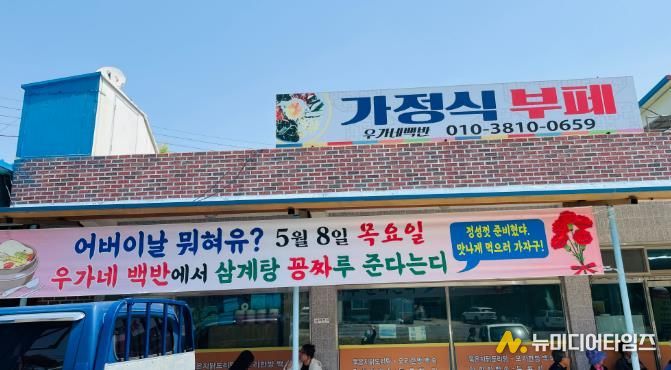 가정식 부페
우가네백반 010-3810-0659
어버이날 뭐혀유? 5월 8일 목요일
우가네 백반에서 삼계탕 꽁짜루 준다는디
정성껏 준비했다.
맛나게 먹으러 가자구!
뉴미디어타임즈